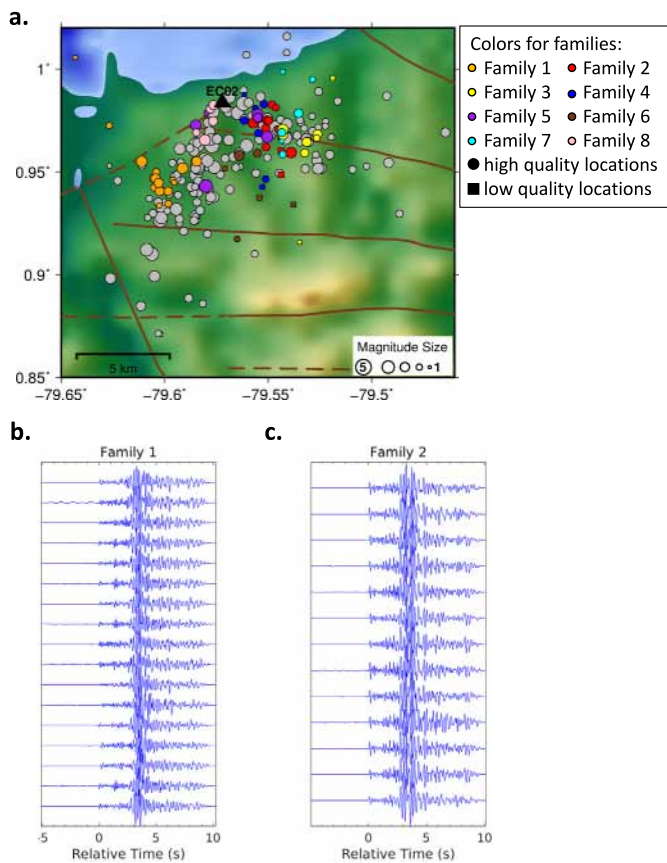 a.
Colors for families:
Family 1 Family 2
Family 3 Family 4
Family 5 Family 6
Family 7 Family 8
high quality locations
low quality locations
1˚
0.95˚
0.9˚
0.85˚
EC02
5 km
Magnitude Size
5 1
−79.65˚ −79.6˚ −79.55˚ −79.5˚
b. c.
Family 1 Family 2
-5 0 5 10 0 5 10
Relative Time (s) Relative Time (s)